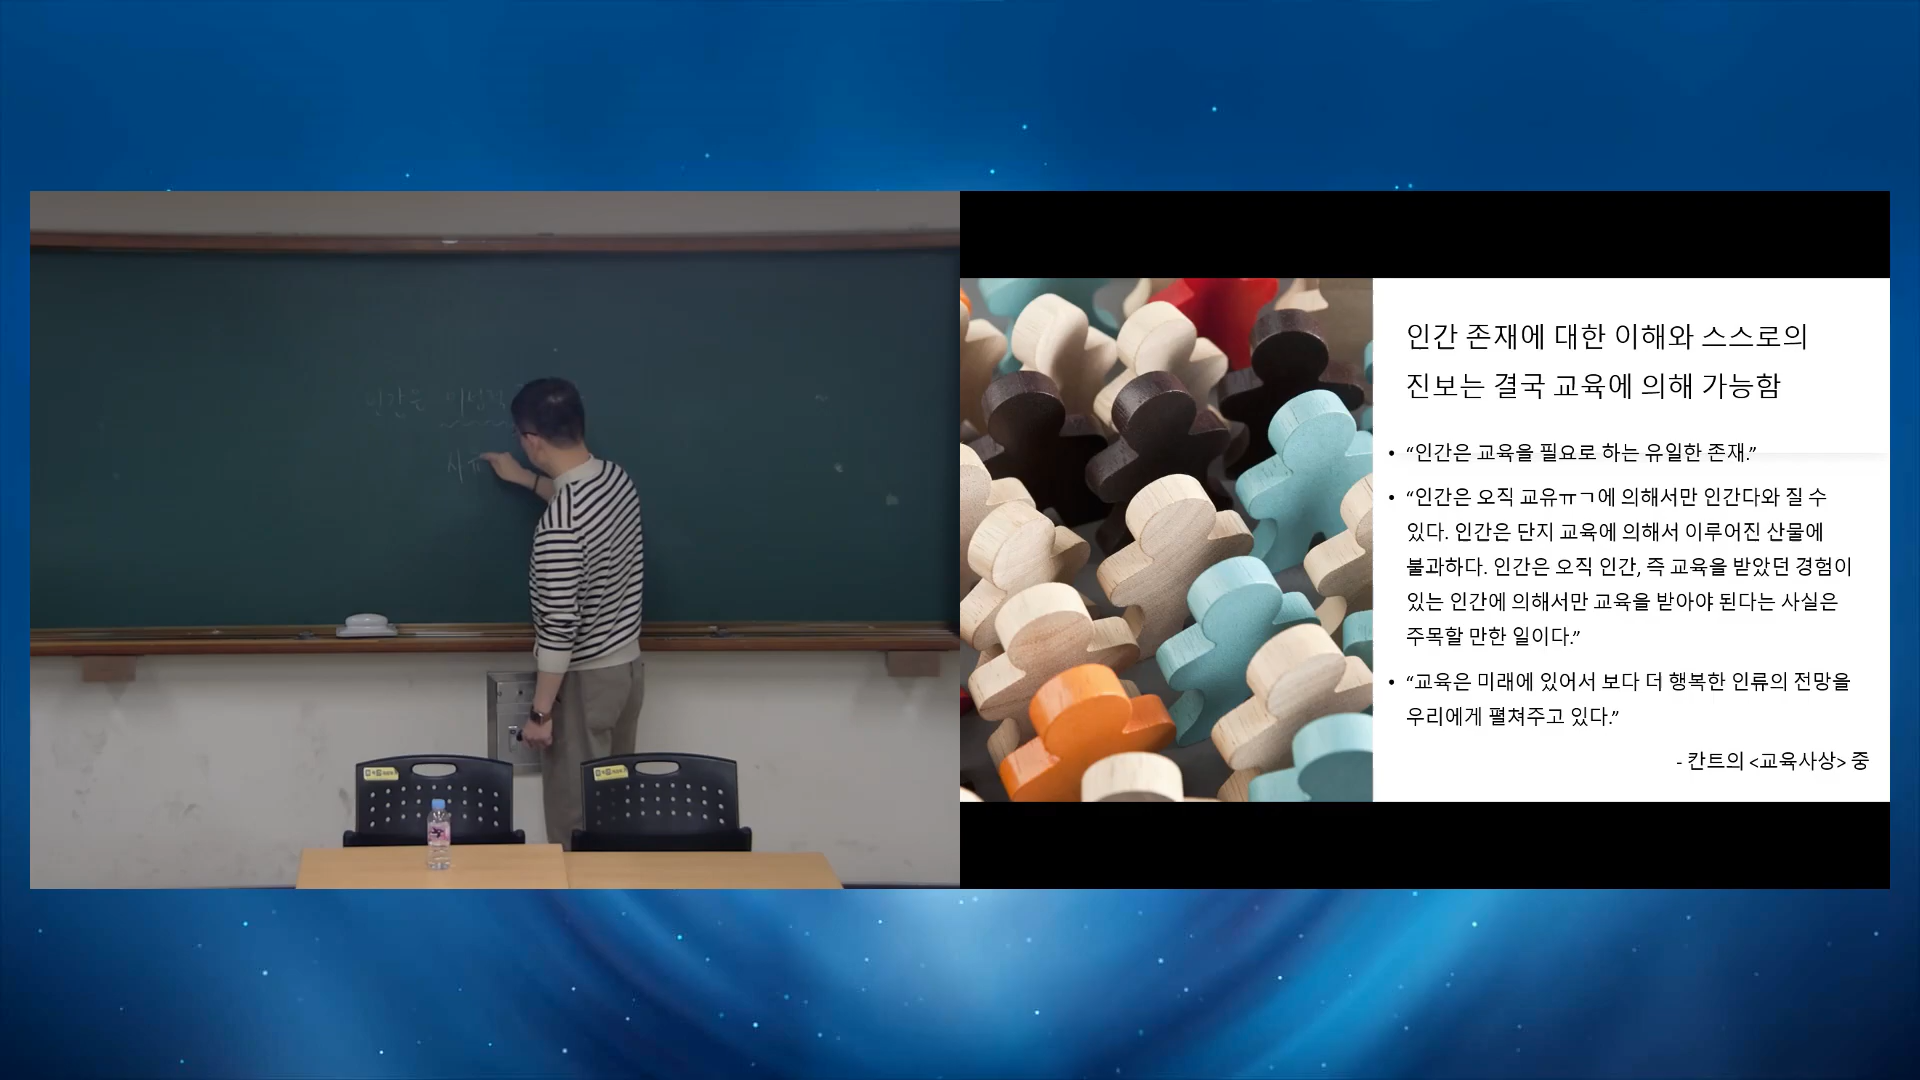 인간은
인간 존재에 대한 이해와 스스로의
진보는 결국 교육에 의해 가능함
• “인간은 교육을 필요로 하는 유일한 존재.”
• “인간은 오직 교유ㅠㄱ에 의해서만 인간다와 질 수
있다. 인간은 단지 교육에 의해서 이루어진 산물에
불과하다. 인간은 오직 인간, 즉 교육을 받았던 경험이
있는 인간에 의해서만 교육을 받아야 된다는 사실은
주목할 만한 일이다.”
• “교육은 미래에 있어서 보다 더 행복한 인류의 전망을
우리에게 펼쳐주고 있다.”
- 칸트의 <교육사상> 중